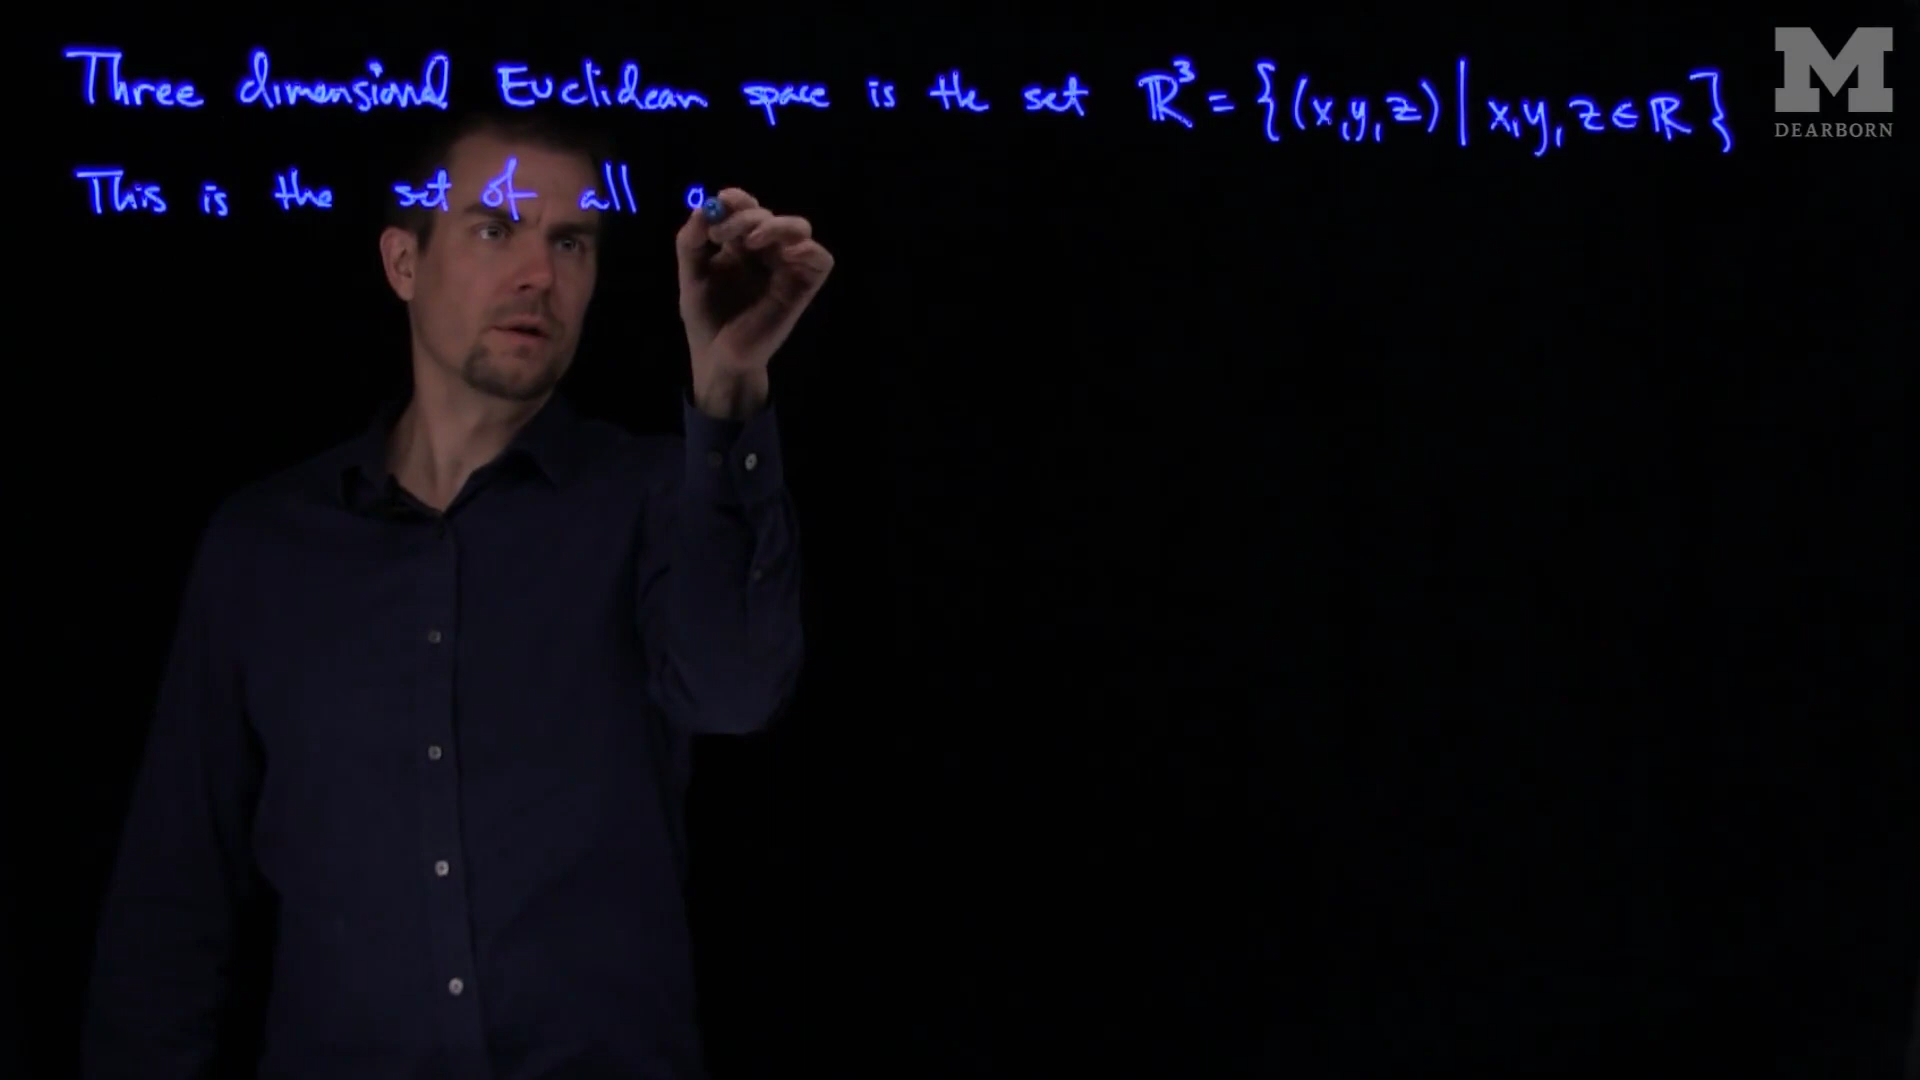 Three dimensional Euclidean space is the set ℝ³ = {(x,y,z) | x,y,z ∈ ℝ}
This is the set of all o
M
DEARBORN